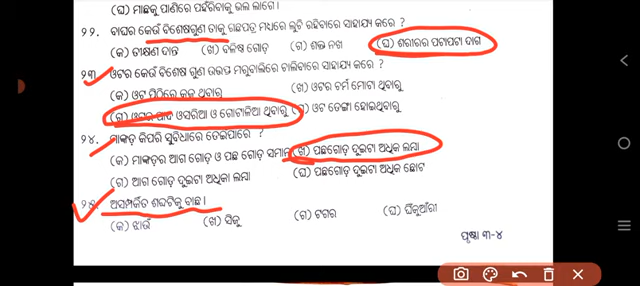 (ଘ) ମାଛକୁ ପାଣିରେ ପହଁରିବାକୁ ଭଲ ଲାଗେ।
୨୨. ବାଘର କେଉଁ ବିଶେଷଗୁଣ ତାକୁ ଗଛପତ୍ର ମଧ୍ୟରେ ଲୁଚି ରହିବାରେ ସାହାଯ୍ୟ କରେ ?
(କ) ତୀକ୍ଷଣ ଦାନ୍ତ (ଖ) ବଳିଷ ଗୋଡ଼ (ଗ) ଶକ୍ତ ନଖ (ଘ) ଶରୀରର ପଟାପଟା ଦାଗ
୨୩. ଓଟର କେଉଁ ବିଶେଷ ଗୁଣ ଉତ୍ତପ୍ତ ମରୁବାଲିରେ ଚାଲିବାରେ ସାହାଯ୍ୟ କରେ ?
(କ) ଓଟ ପିଠିରେ କୁଜ ଥିବାରୁ (ଖ) ଓଟର ଚର୍ମ ମୋଟା ଥିବାରୁ
(ଗ) ଓଟର ପାଦ ଓସାରିଆ ଓ ଗୋଟାଳିଆ ଥିବାରୁ (ଘ) ଓଟ ଡେଙ୍ଗା ହୋଇଥିବାରୁ
୨୪. ମାଙ୍କଡ଼ କିପରି ସୁବିଧାରେ ଡେଇଁପାରେ ?
(କ) ମାଙ୍କଡ଼ର ଆଗ ଗୋଡ଼ ଓ ପଛ ଗୋଡ଼ ସମାନ (ଖ) ପଛଗୋଡ଼ ଦୁଇଟା ଅଧିକ ଲମ୍ବା
(ଗ) ଆଗ ଗୋଡ଼ ଦୁଇଟା ଅଧିକା ଲମ୍ବା (ଘ) ପଛଗୋଡ଼ ଦୁଇଟା ଅଧିକ ଛୋଟ
୨୫. ଅସମ୍ପର୍କିତ ଶବ୍ଦଟିକୁ ବାଛ।
(କ) ଝାଉଁ (ଖ) ସିଜୁ (ଗ) ଟଗର (ଘ) ଘିକୁଆଁରୀ
ପୃଷ୍ଠା ୩-୪